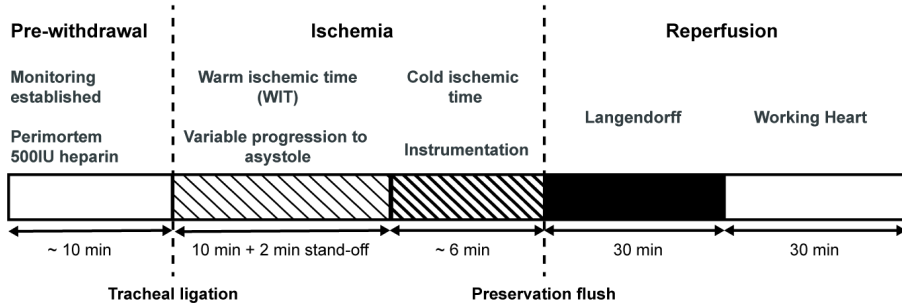 Pre-withdrawal
Ischemia
Reperfusion
Monitoring
established
Warm ischemic time
(WIT)
Cold ischemic
time
Langendorff
Working Heart
Perimortem
500IU heparin
Variable progression to
asystole
Instrumentation
~ 10 min
10 min + 2 min stand-off
~ 6 min
30 min
30 min
Tracheal ligation
Preservation flush